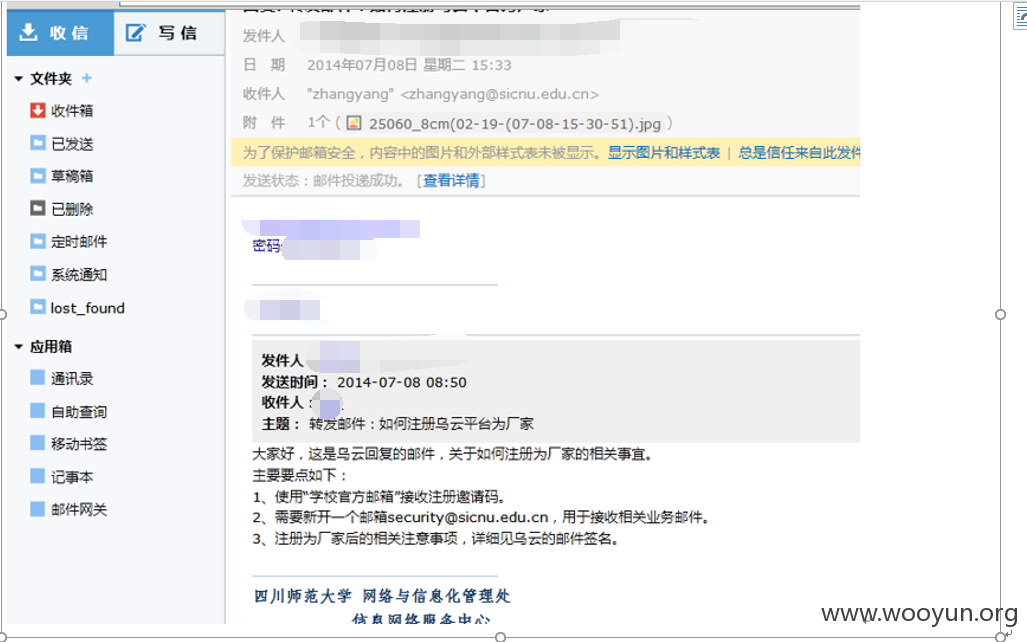 收信 写信
文件夹 +
收件箱
已发送
草稿箱
已删除
定时邮件
系统通知
lost_found
应用箱
通讯录
自助查询
移动书签
记事本
邮件网关
发件人
日 期 2014年07月08日 星期二 15:33
收件人 "zhangyang" <zhangyang@sicnu.edu.cn>
附 件 1个 ( 25060_8cm(02-19-(07-08-15-30-51).jpg )
为了保护邮箱安全，内容中的图片和外部样式表未被显示。显示图片和样式表 | 总是信任来自此发件
发送状态：邮件投递成功。 [查看详情]
密码
发件人
发送时间： 2014-07-08 08:50
收件人：
主题： 转发邮件：如何注册乌云平台为厂家
大家好，这是乌云回复的邮件，关于如何注册为厂家的相关事宜。
主要要点如下：
1、使用“学校官方邮箱”接收注册邀请码。
2、需要新开一个邮箱security@sicnu.edu.cn，用于接收相关业务邮件。
3、注册为厂家后的相关注意事项，详细见乌云的邮件签名。
四川师范大学 网络与信息化管理处
信息网络服务中心
www.wooyun.org